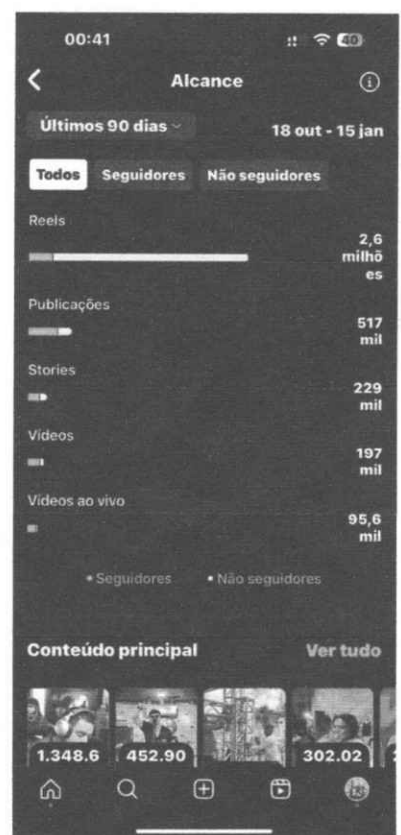 00:41
40
Alcance
Últimos 90 dias
18 out - 15 jan
Todos
Seguidores
Não seguidores
Reels
2,6
milhõ
es
Publicações
517
mil
Stories
229
mil
Vídeos
197
mil
Vídeos ao vivo
95,6
mil
Seguidores
Não seguidores
Conteúdo principal
Ver tudo
1.348.6
452.90
302.02